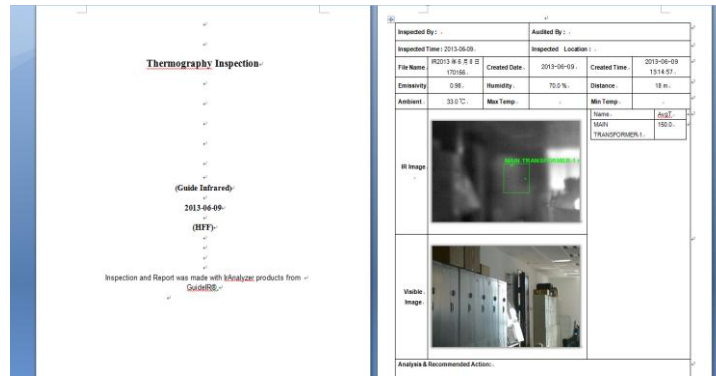 Thermography Inspection
(Guide Infrared)
2013-06-09
(HFF)
Inspection and Report was made with IrAnalyzer products from
GuideIR®
Inspected By: Audited By:
Inspected Time: 2013-06-09 Inspected Location:
File Name IR2013年6月8日 170156 Created Date 2013-06-09 Created Time 2013-06-09 13:14:57
Emissivity 0.98 Humidity 70.0 % Distance 18 m
Ambient 33.0℃ Max Temp Min Temp
IR Image
MAIN TRANSFORMER-1
Name AvgT
MAIN TRANSFORMER-1 150.0
Visible Image
Analysis & Recommended Action: